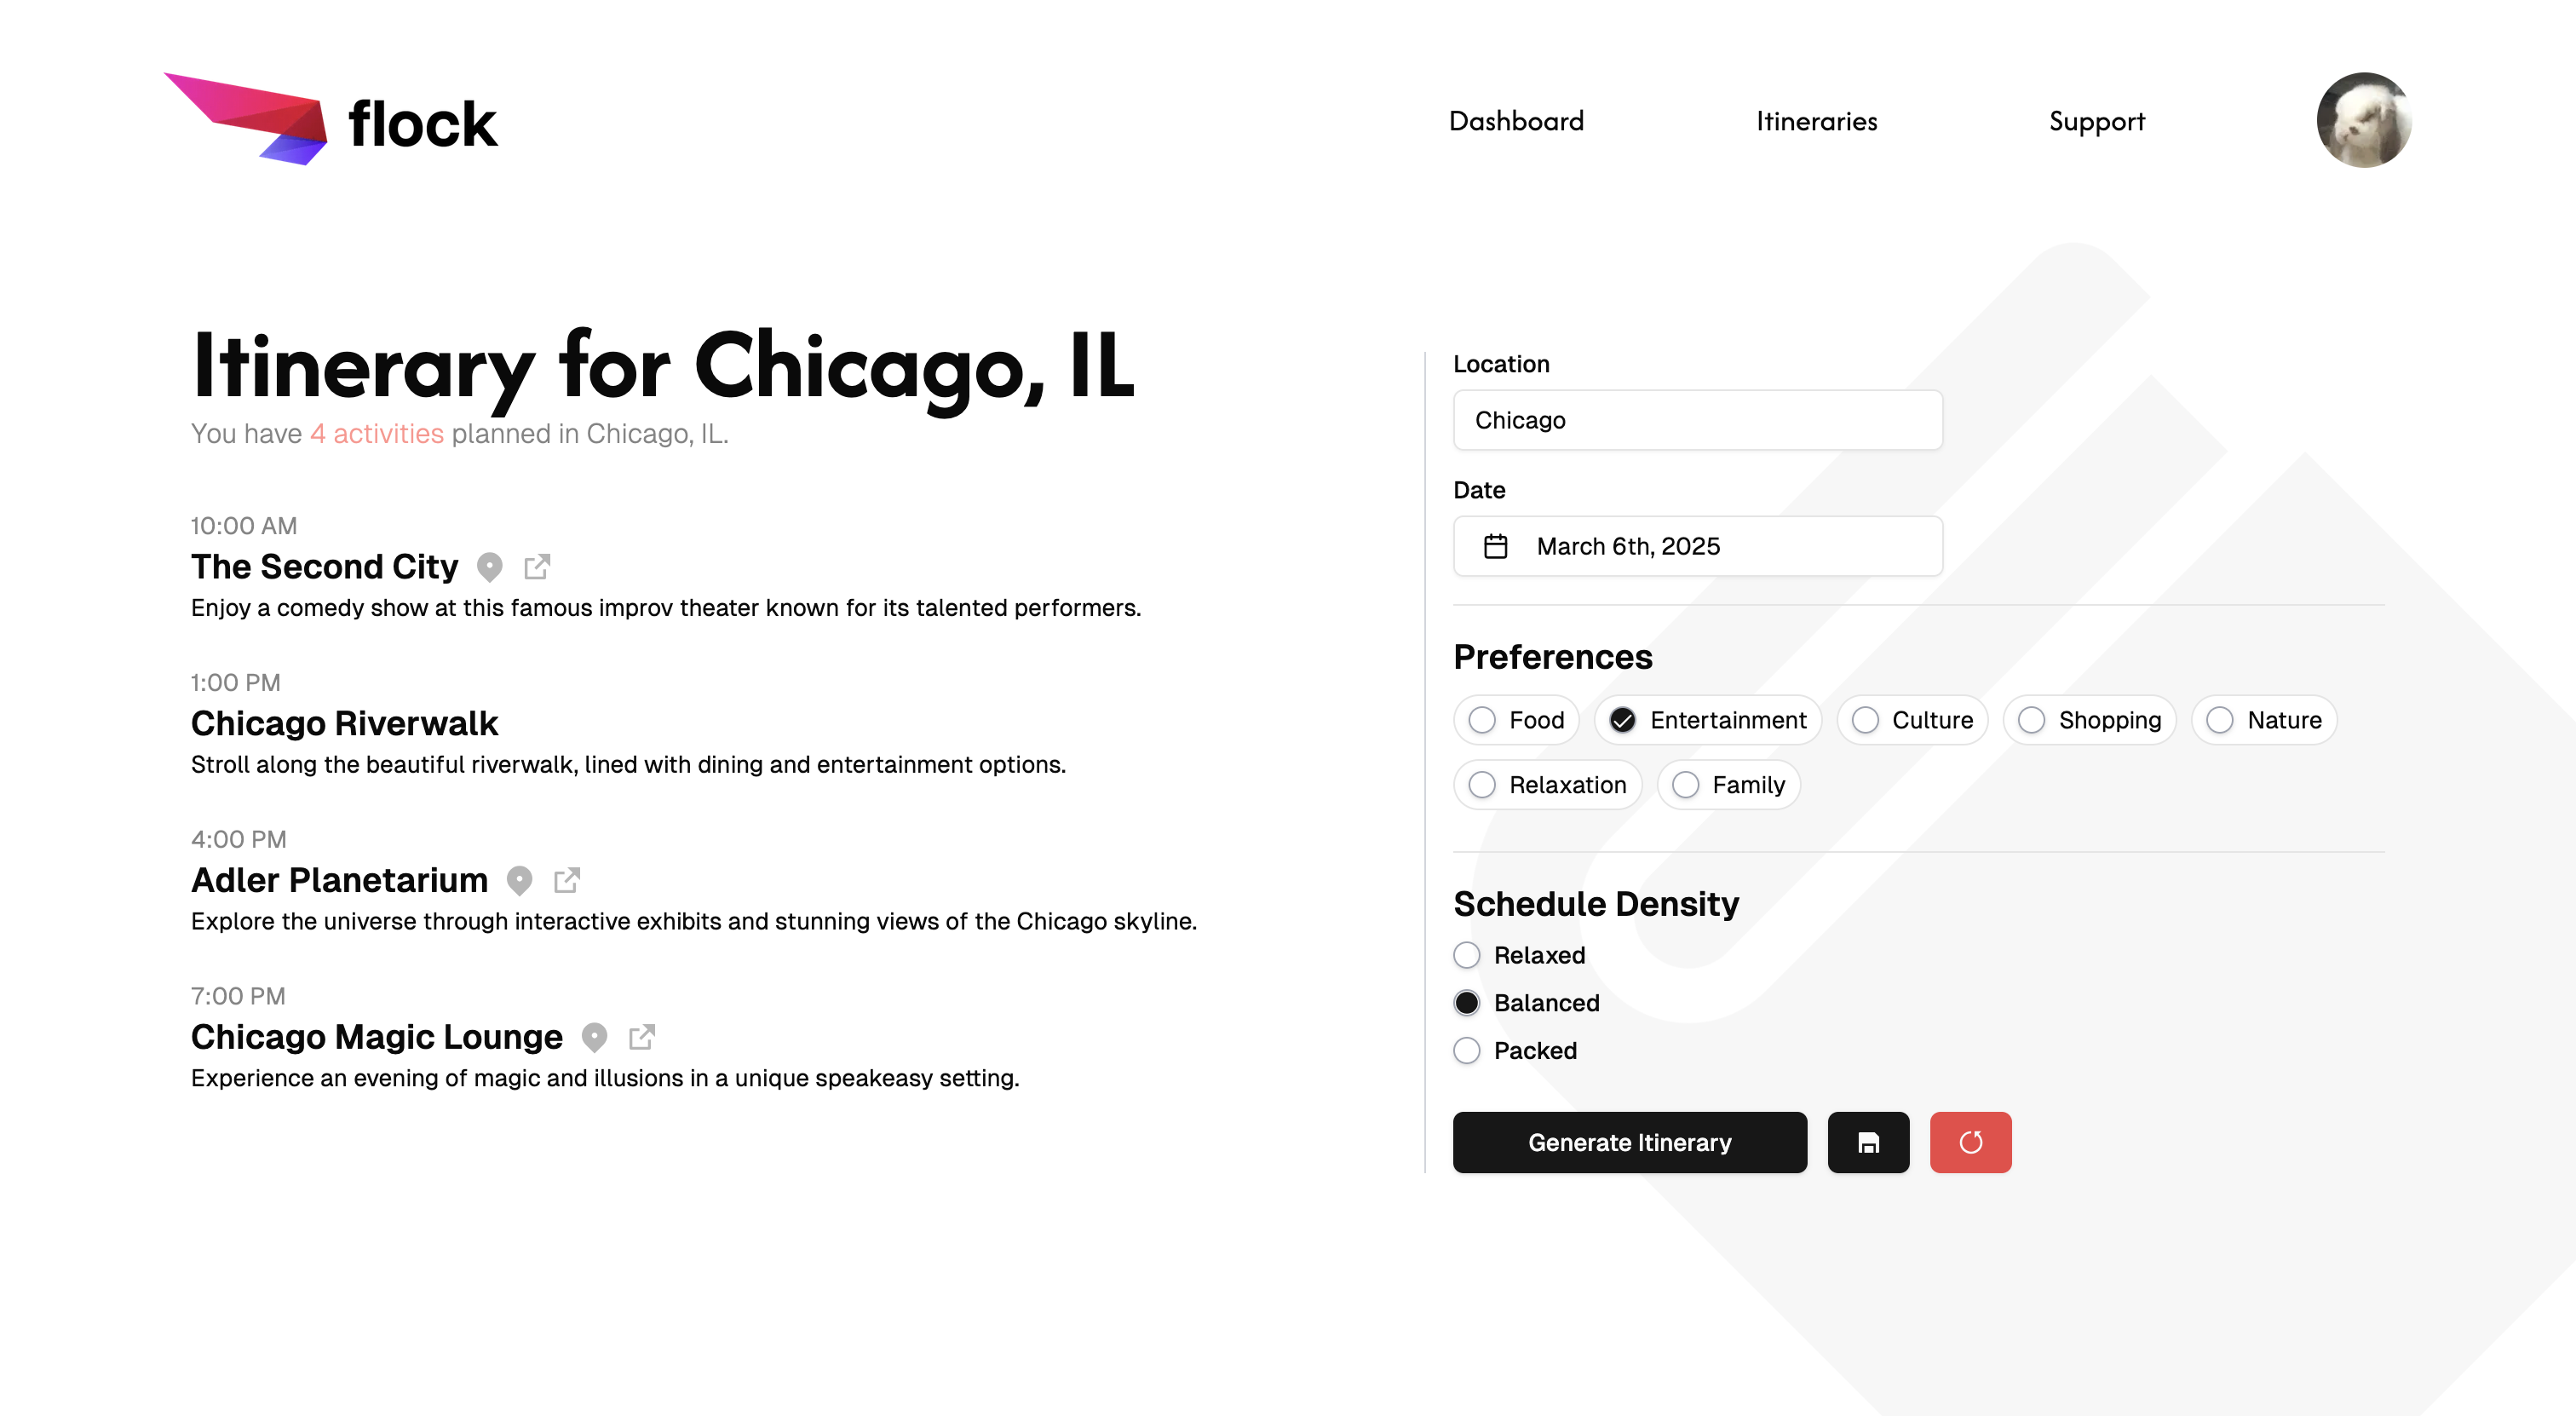 flock
Dashboard
Itineraries
Support
Itinerary for Chicago, IL
You have 4 activities planned in Chicago, IL.
10:00 AM
The Second City
Enjoy a comedy show at this famous improv theater known for its talented performers.
1:00 PM
Chicago Riverwalk
Stroll along the beautiful riverwalk, lined with dining and entertainment options.
4:00 PM
Adler Planetarium
Explore the universe through interactive exhibits and stunning views of the Chicago skyline.
7:00 PM
Chicago Magic Lounge
Experience an evening of magic and illusions in a unique speakeasy setting.
Location
Chicago
Date
March 6th, 2025
Preferences
Food
Entertainment
Culture
Shopping
Nature
Relaxation
Family
Schedule Density
Relaxed
Balanced
Packed
Generate Itinerary